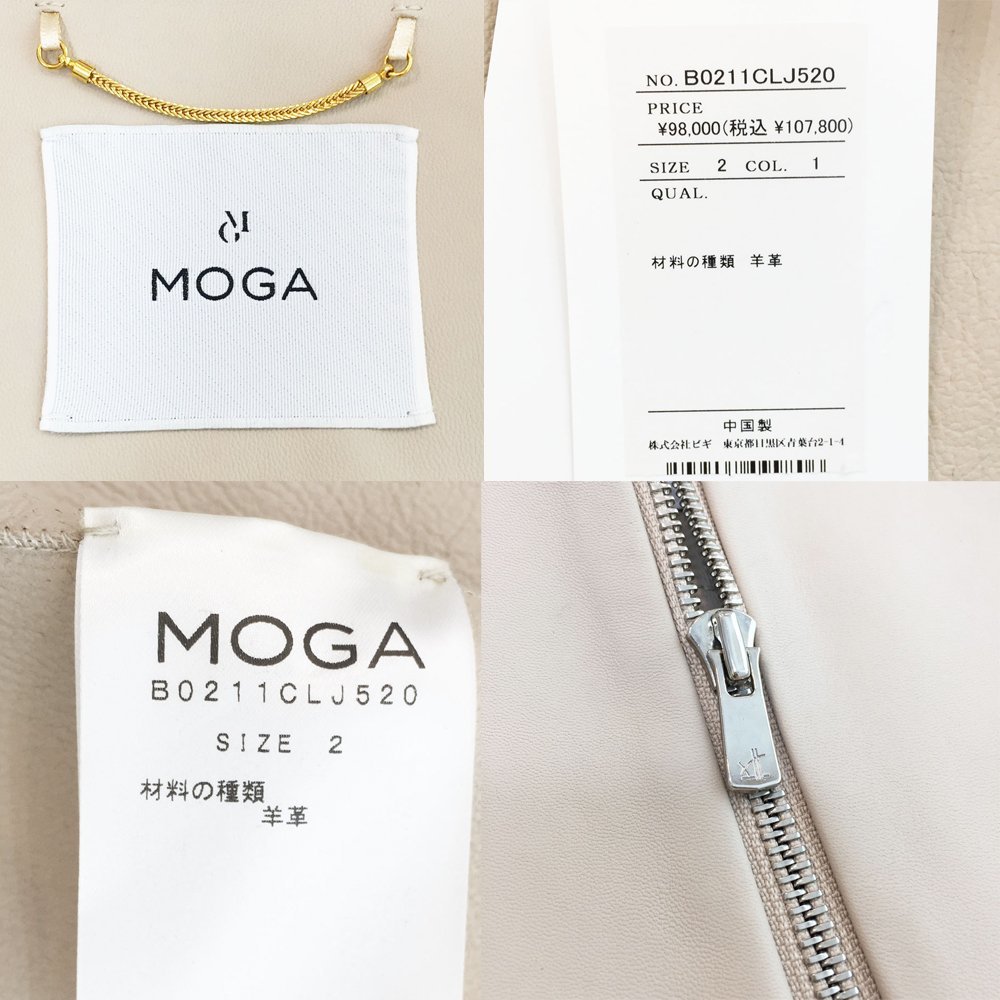 MOGA
NO. B0211CLJ520
PRICE
¥98,000(税込 ¥107,800)
SIZE 2 COL. 1
QUAL.
材料の種類 羊革
中国製
株式会社ビギ 東京都目黒区青葉台2-1-4
MOGA
B0211CLJ520
SIZE 2
材料の種類
羊革